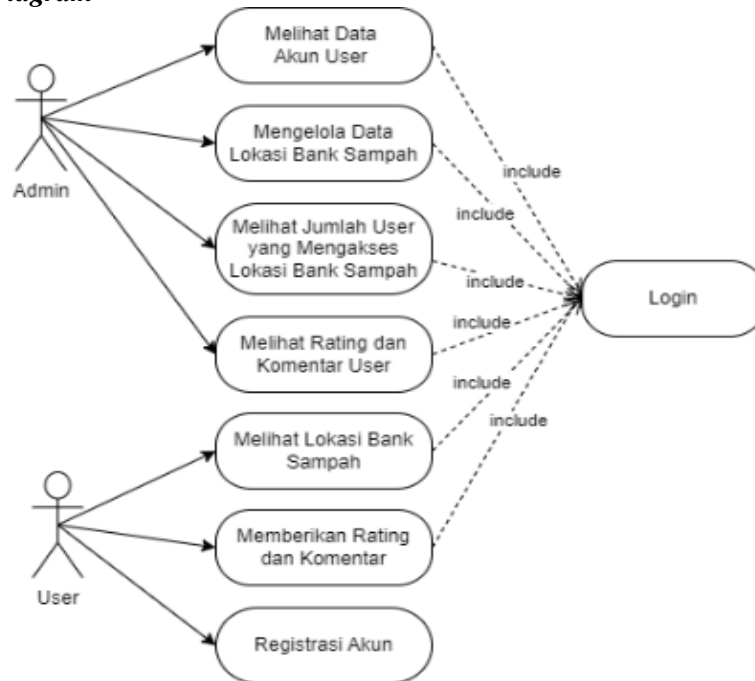 Melihat Data
Akun User
Mengelola Data
Lokasi Bank Sampah
include
Admin
include
Melihat Jumlah User
yang Mengakses
Lokasi Bank Sampah
include
Login
include
Melihat Rating dan
Komentar User
include
include
Melihat Lokasi Bank
Sampah
Memberikan Rating
dan Komentar
User
Registrasi Akun